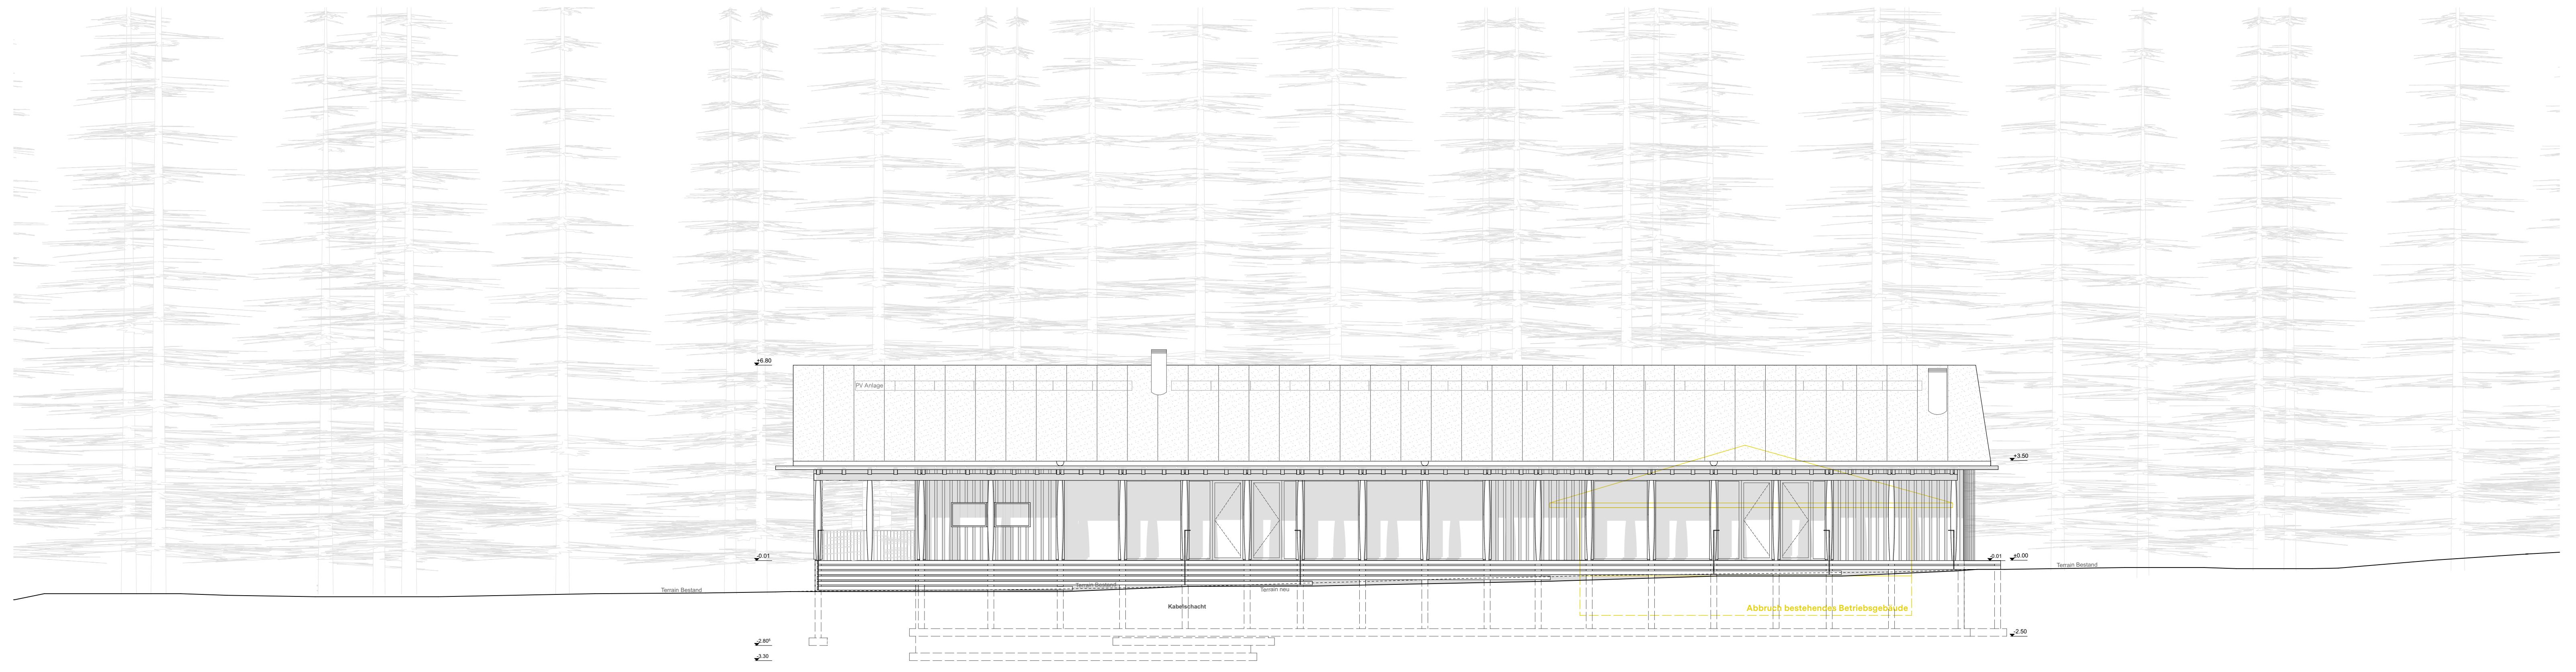 +6.80
PV Anlage
+3.50
-0.01
-0.01
±0.00
Terrain Bestand
Terrain Bestand
Terrain Bestand
Terrain neu
Kabelschacht
Abbruch bestehendes Betriebsgebäude
-2.80⁵
-2.50
-3.30